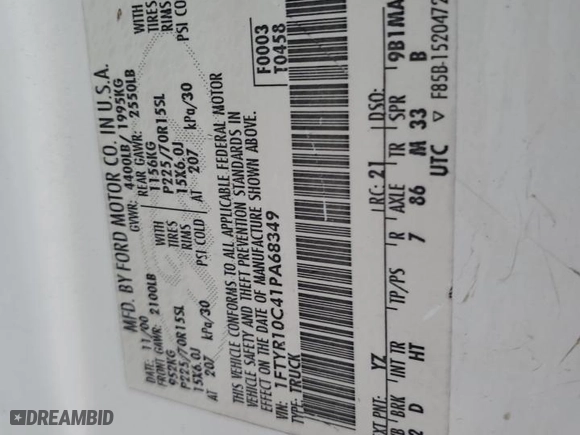 MFD. BY FORD MOTOR CO. IN U.S.A.
DATE: 11/00 GVWR: 4400LB/ 1995KG
FRONT GAWR: 2100LB REAR GAWR: 2550LB
952KG WITH 1156KG WITH
P225/70R15SL TIRES P225/70R15SL TIRES
15X6.0J RIMS 15X6.0J RIMS
AT 207 kPa/30 PSI COLD AT 207 kPa/30 PSI CO
THIS VEHICLE CONFORMS TO ALL APPLICABLE FEDERAL MOTOR
VEHICLE SAFETY AND THEFT PREVENTION STANDARDS IN
EFFECT ON THE DATE OF MANUFACTURE SHOWN ABOVE.
VIN: 1FTYR10C41PA68349 F0003
TYPE: TRUCK T0458
EXT PNT: YZ RC: 21 DSO:
B BRK INT TR TP/PS R AXLE TR SPR 9B1MA
2 D HT 7 86 M 33 B
UTC ▽ F85B-1520472
DREAMBID